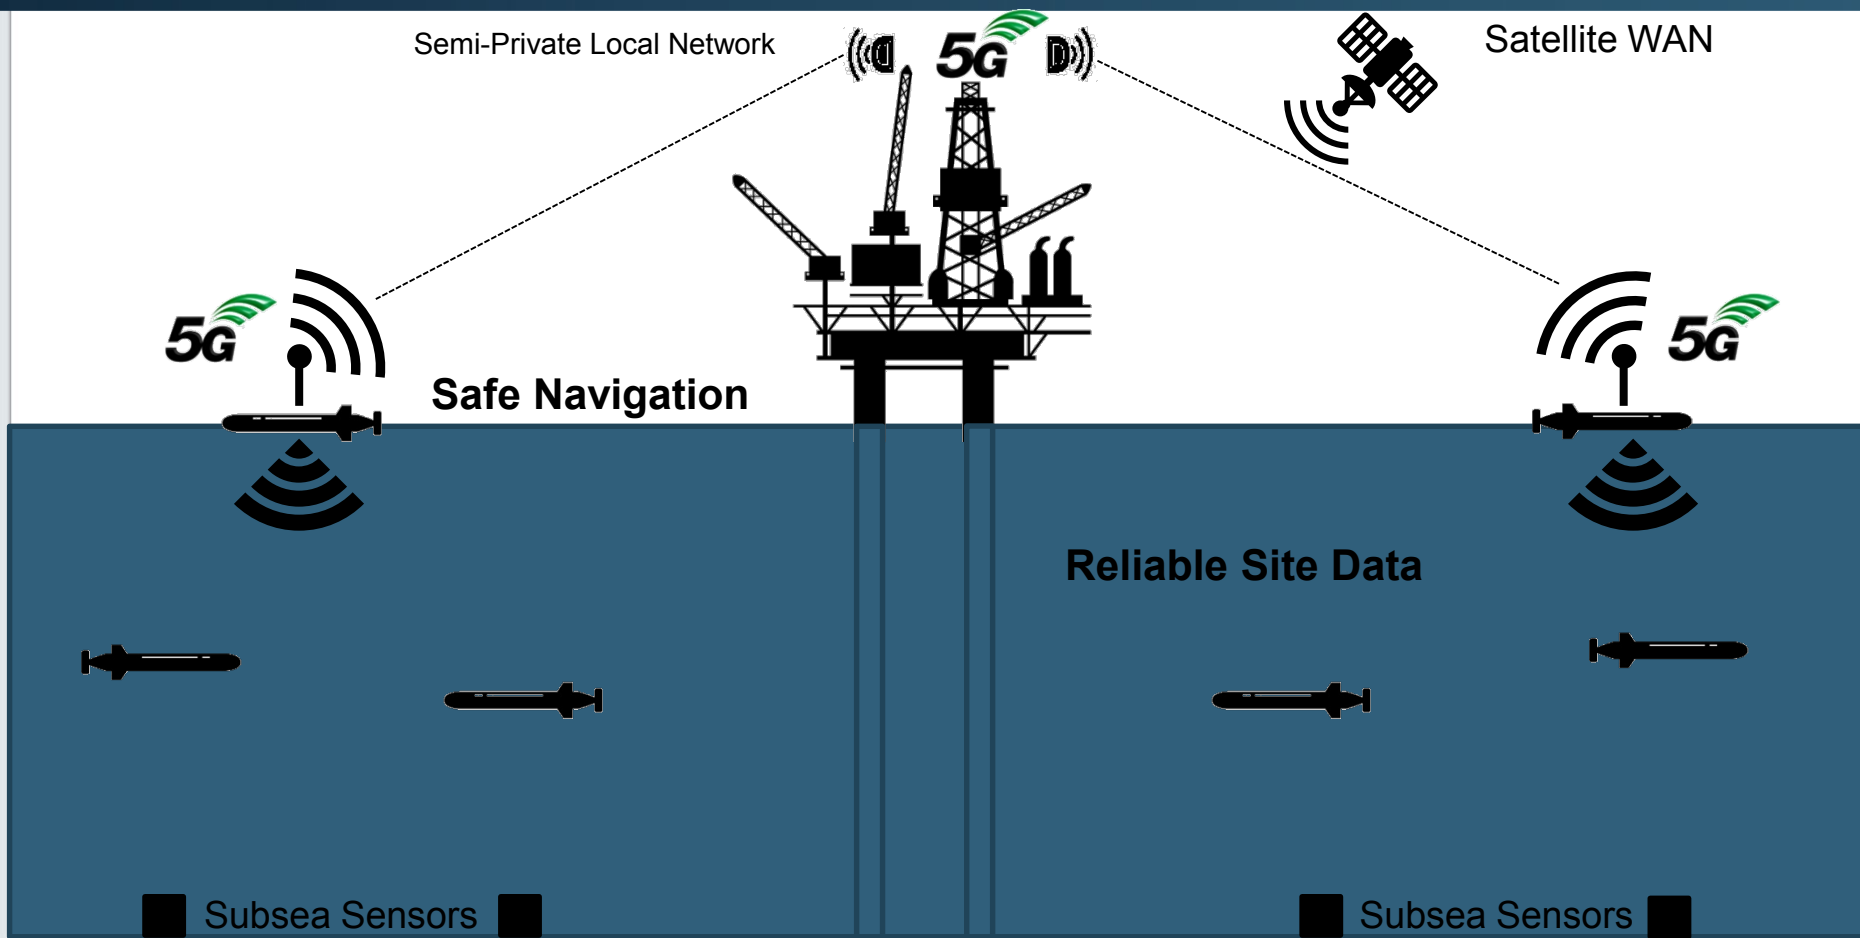 Semi-Private Local Network
5G
Satellite WAN
5G
5G
Safe Navigation
Reliable Site Data
Subsea Sensors
Subsea Sensors